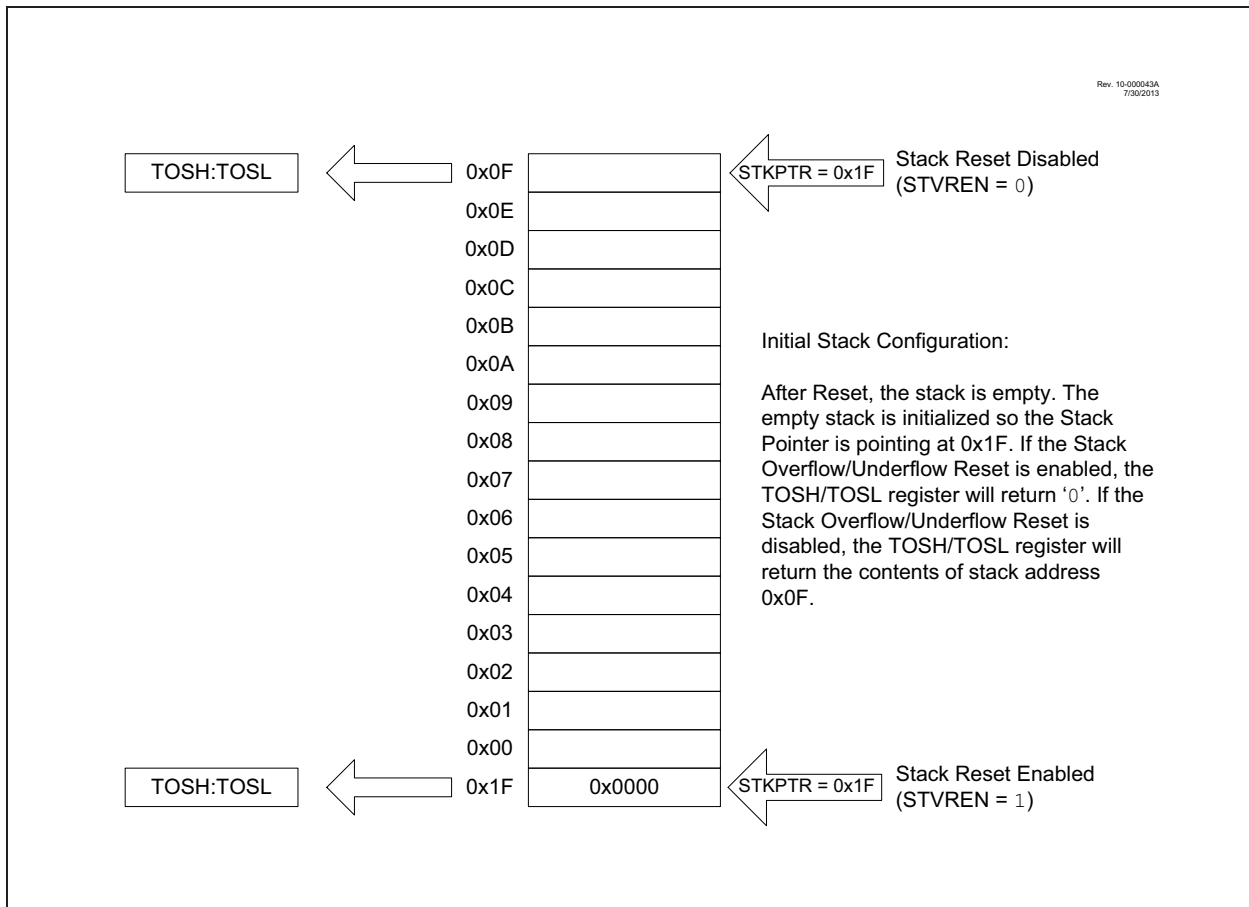 Rev. 10-000043A
7/30/2013
TOSH:TOSL
0x0F
STKPTR = 0x1F
Stack Reset Disabled
(STVREN = 0)
0x0E
0x0D
0x0C
0x0B
0x0A
0x09
0x08
0x07
0x06
0x05
0x04
0x03
0x02
0x01
0x00
Initial Stack Configuration:
After Reset, the stack is empty. The
empty stack is initialized so the Stack
Pointer is pointing at 0x1F. If the Stack
Overflow/Underflow Reset is enabled, the
TOSH/TOSL register will return ‘0’. If the
Stack Overflow/Underflow Reset is
disabled, the TOSH/TOSL register will
return the contents of stack address
0x0F.
TOSH:TOSL
0x1F
0x0000
STKPTR = 0x1F
Stack Reset Enabled
(STVREN = 1)